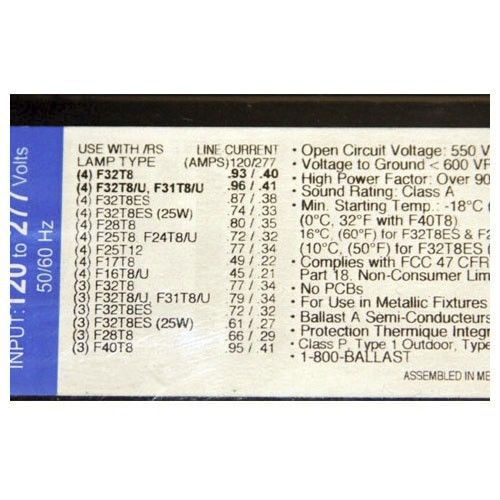 INPUT: 120 to 277 Volts
50/60 Hz
USE WITH /RS LINE CURRENT
LAMP TYPE (AMPS)120/277
(4) F32T8 .93 / .40
(4) F32T8/U, F31T8/U .96 / .41
(4) F32T8ES .87 / .38
(4) F32T8ES (25W) .74 / .33
(4) F28T8 .80 / .35
(4) F25T8, F24T8/U .72 / .32
(4) F25T12 .77 / .34
(4) F17T8 .49 / .22
(4) F16T8/U .45 / .21
(3) F32T8 .77 / .34
(3) F32T8/U, F31T8/U .79 / .34
(3) F32T8ES .72 / .32
(3) F32T8ES (25W) .61 / .27
(3) F28T8 .66 / .29
(3) F40T8 .95 / .41
• Open Circuit Voltage: 550 V
• Voltage to Ground < 600 VR
• High Power Factor: Over 90
• Sound Rating: Class A
• Min. Starting Temp.: -18°C (
(0°C, 32°F with F40T8)
16°C, (60°F) for F32T8ES & F2
(10°C, (50°F) for F32T8ES (
• Complies with FCC 47 CFR
Part 18. Non-Consumer Limi
• No PCBs
• For Use in Metallic Fixtures
• Ballast A Semi-Conducteurs
• Protection Thermique Integr
• Class P, Type 1 Outdoor, Type
• 1-800-BALLAST
ASSEMBLED IN ME